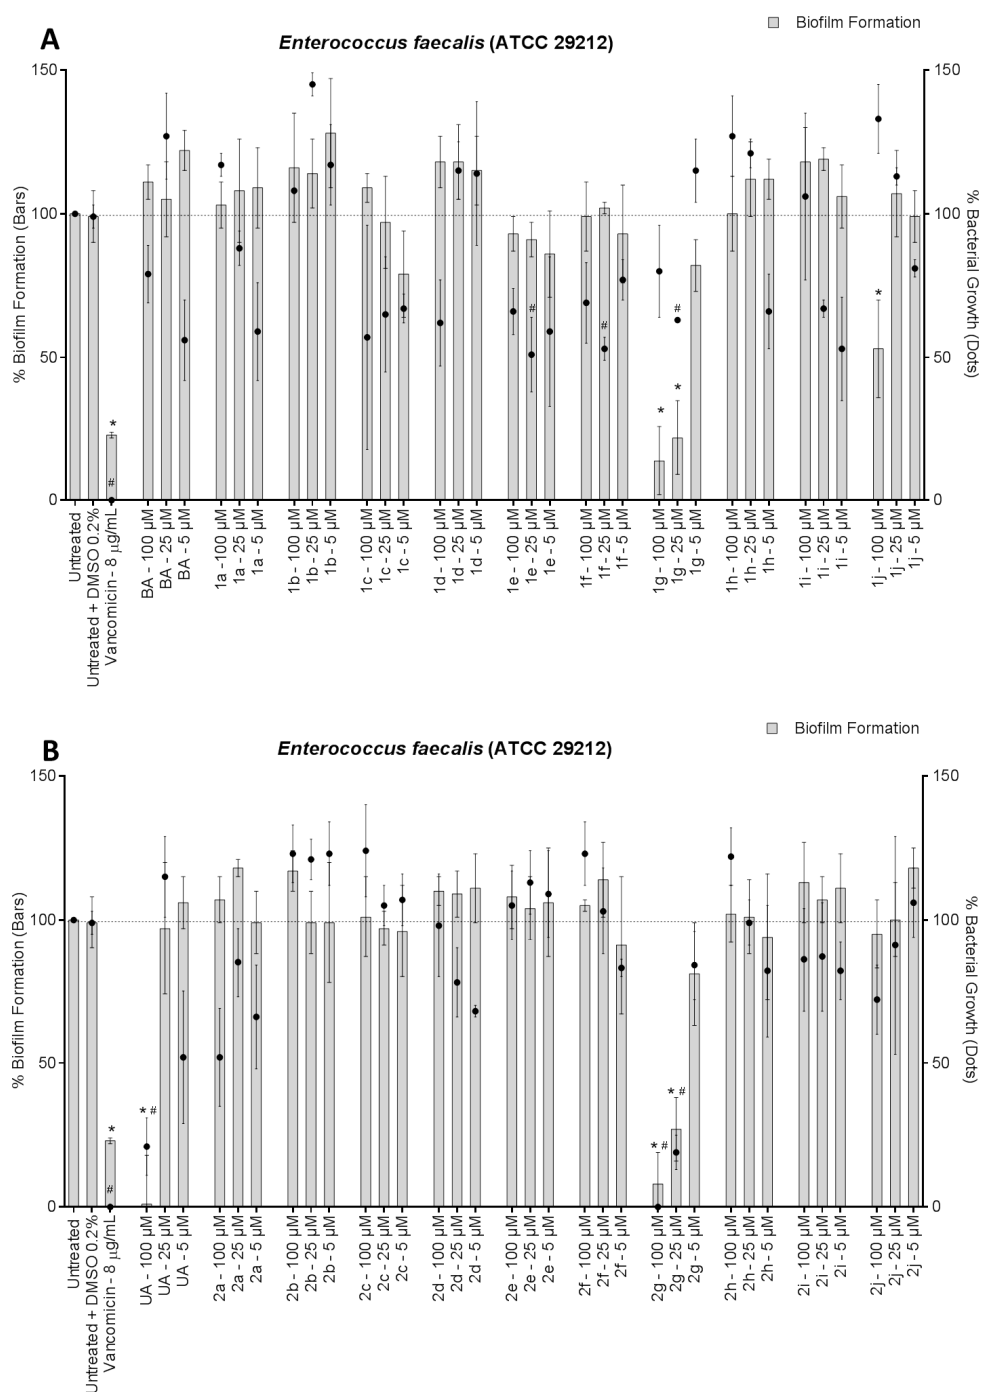 A
Enterococcus faecalis (ATCC 29212)
Biofilm Formation
% Biofilm Formation (Bars)
% Bacterial Growth (Dots)
150
100
50
0
150
100
50
0
*
#
#
#
*
*
#
*
Untreated
Untreated + DMSO 0.2%
Vancomicin - 8 µg/mL
BA - 100 µM
BA - 25 µM
BA - 5 µM
1a - 100 µM
1a - 25 µM
1a - 5 µM
1b - 100 µM
1b - 25 µM
1b - 5 µM
1c - 100 µM
1c - 25 µM
1c - 5 µM
1d - 100 µM
1d - 25 µM
1d - 5 µM
1e - 100 µM
1e - 25 µM
1e - 5 µM
1f - 100 µM
1f - 25 µM
1f - 5 µM
1g - 100 µM
1g - 25 µM
1g - 5 µM
1h - 100 µM
1h - 25 µM
1h - 5 µM
1i - 100 µM
1i - 25 µM
1i - 5 µM
1j - 100 µM
1j - 25 µM
1j - 5 µM
B
Enterococcus faecalis (ATCC 29212)
Biofilm Formation
% Biofilm Formation (Bars)
% Bacterial Growth (Dots)
150
100
50
0
150
100
50
0
*
#
* #
* #
* #
Untreated
Untreated + DMSO 0.2%
Vancomicin - 8 µg/mL
UA - 100 µM
UA - 25 µM
UA - 5 µM
2a - 100 µM
2a - 25 µM
2a - 5 µM
2b - 100 µM
2b - 25 µM
2b - 5 µM
2c - 100 µM
2c - 25 µM
2c - 5 µM
2d - 100 µM
2d - 25 µM
2d - 5 µM
2e - 100 µM
2e - 25 µM
2e - 5 µM
2f - 100 µM
2f - 25 µM
2f - 5 µM
2g - 100 µM
2g - 25 µM
2g - 5 µM
2h - 100 µM
2h - 25 µM
2h - 5 µM
2i - 100 µM
2i - 25 µM
2i - 5 µM
2j - 100 µM
2j - 25 µM
2j - 5 µM